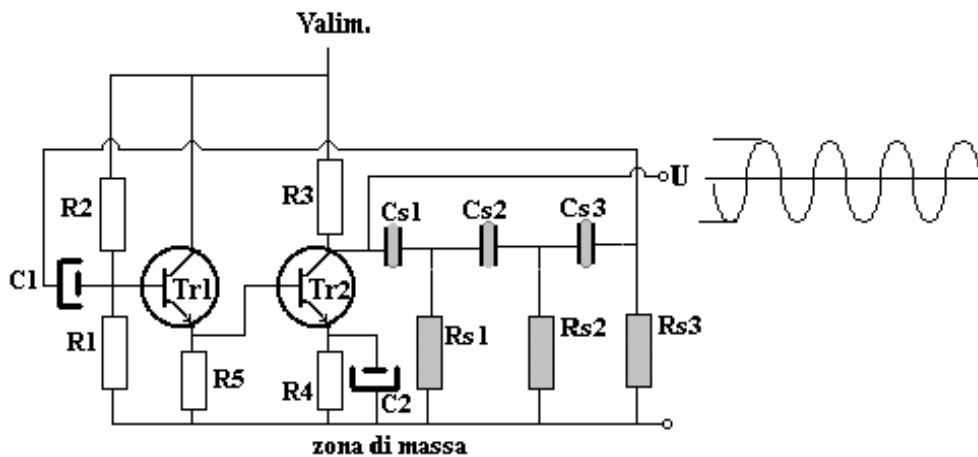 Valim.
R2
R3
U
Cs1
Cs2
Cs3
C1
Tr1
Tr2
R1
Rs1
Rs2
Rs3
R5
R4
C2
zona di massa